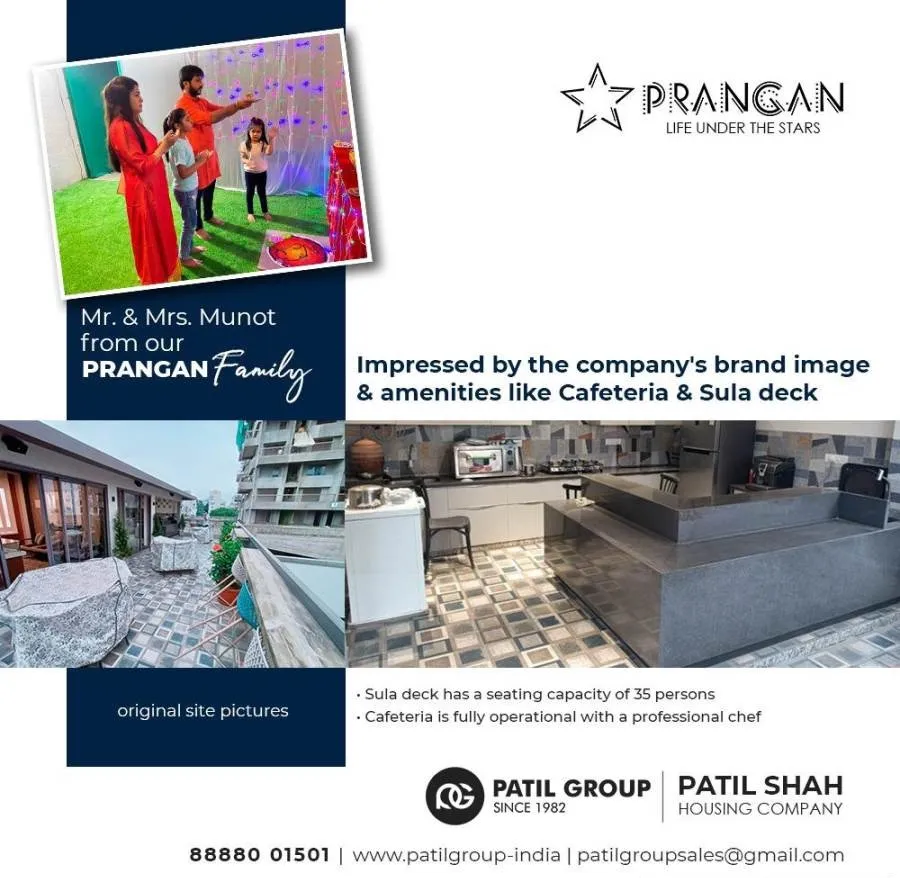 PRANGAN
LIFE UNDER THE STARS
Mr. & Mrs. Munot
from our
PRANGAN Family
Impressed by the company's brand image
& amenities like Cafeteria & Sula deck
original site pictures
• Sula deck has a seating capacity of 35 persons
• Cafeteria is fully operational with a professional chef
PG PATIL GROUP
SINCE 1982
PATIL SHAH
HOUSING COMPANY
88880 01501 | www.patilgroup-india | patilgroupsales@gmail.com